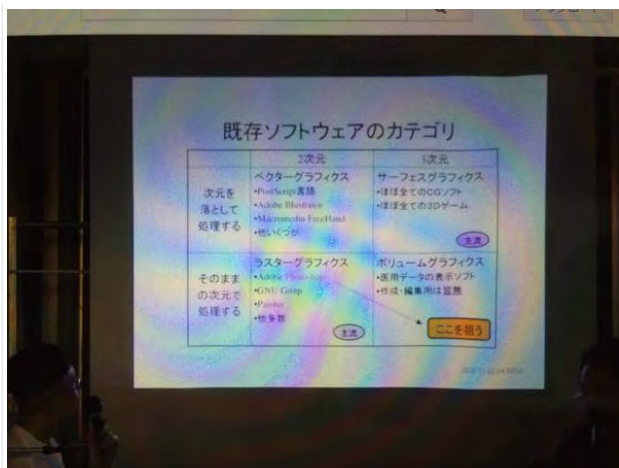 既存ソフトウェアのカテゴリ
2次元
3次元
次元を
落として
処理する
ベクターグラフィクス
•PostScript言語
•Adobe Illustrator
•Macromedia FreeHand
•他いくつか
サーフェスグラフィクス
•ほぼ全てのCGソフト
•ほぼ全ての3Dゲーム
主流
そのまま
の次元で
処理する
ラスターグラフィクス
•Adobe Photoshop
•GNU Gimp
•Painter
•他多数
主流
ボリュームグラフィクス
•医用データの表示ソフト
•作成・編集用は皆無
ここを狙う